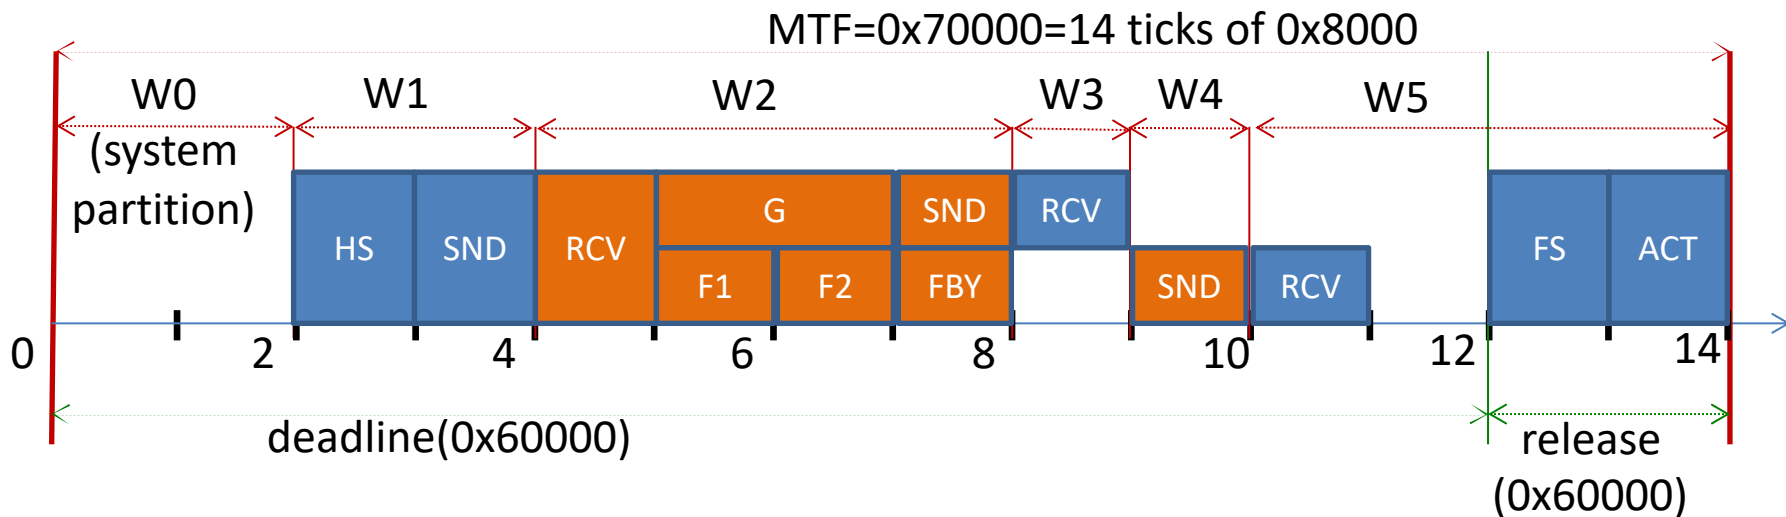 MTF=0x70000=14 ticks of 0x8000
W0 W1 W2 W3 W4 W5
(system
partition)
G SND RCV
HS SND RCV FS ACT
F1 F2 FBY SND RCV
0 2 4 6 8 10 12 14
deadline(0x60000)
release
(0x60000)